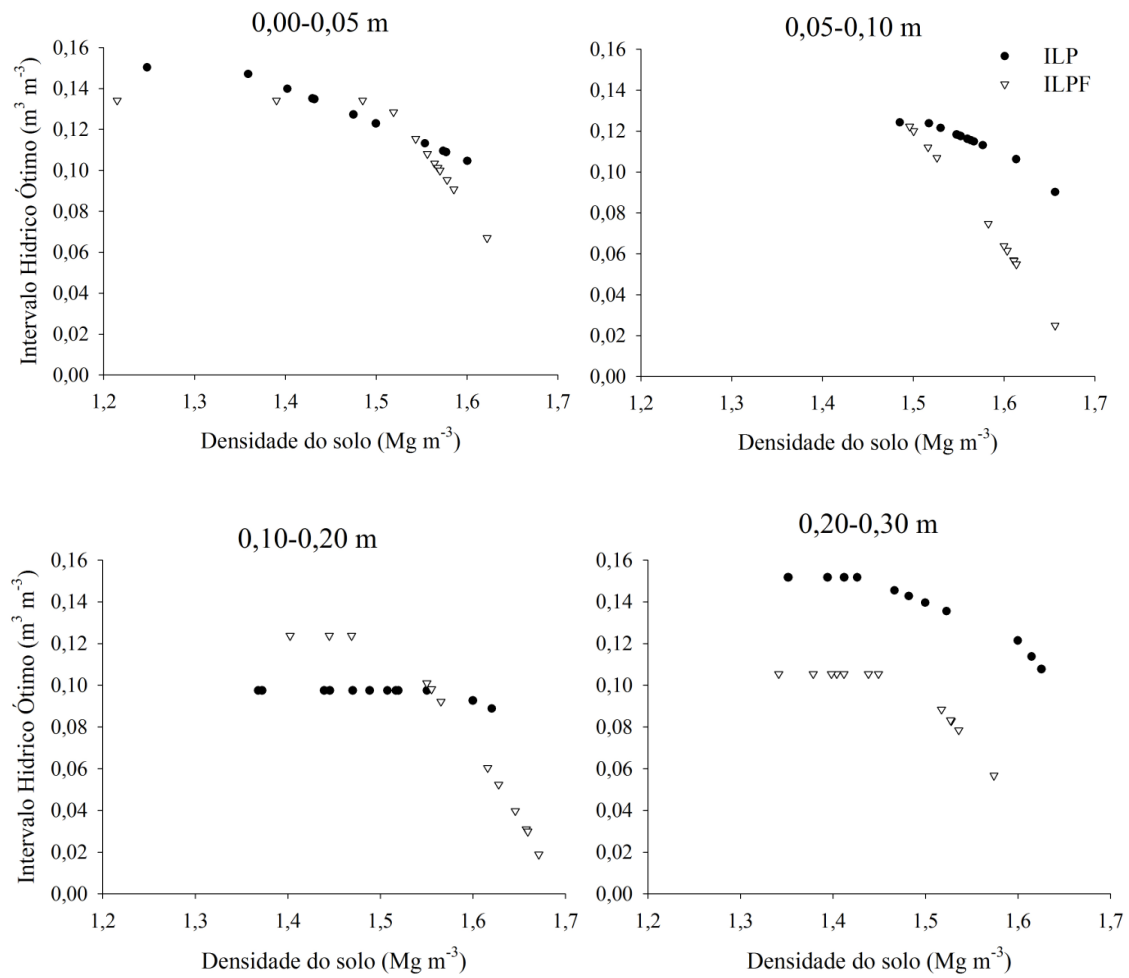 0,00-0,05 m
0,05-0,10 m
0,16
0,14
0,12
0,10
0,08
0,06
0,04
0,02
0,00
Intervalo Hídrico Ótimo (m³ m⁻³)
1,2 1,3 1,4 1,5 1,6 1,7
Densidade do solo (Mg m⁻³)
ILP
ILPF
0,16
0,14
0,12
0,10
0,08
0,06
0,04
0,02
0,00
1,2 1,3 1,4 1,5 1,6 1,7
Densidade do solo (Mg m⁻³)
0,10-0,20 m
0,20-0,30 m
0,16
0,14
0,12
0,10
0,08
0,06
0,04
0,02
0,00
Intervalo Hídrico Ótimo (m³ m⁻³)
1,2 1,3 1,4 1,5 1,6 1,7
Densidade do solo (Mg m⁻³)
0,16
0,14
0,12
0,10
0,08
0,06
0,04
0,02
0,00
1,2 1,3 1,4 1,5 1,6 1,7
Densidade do solo (Mg m⁻³)